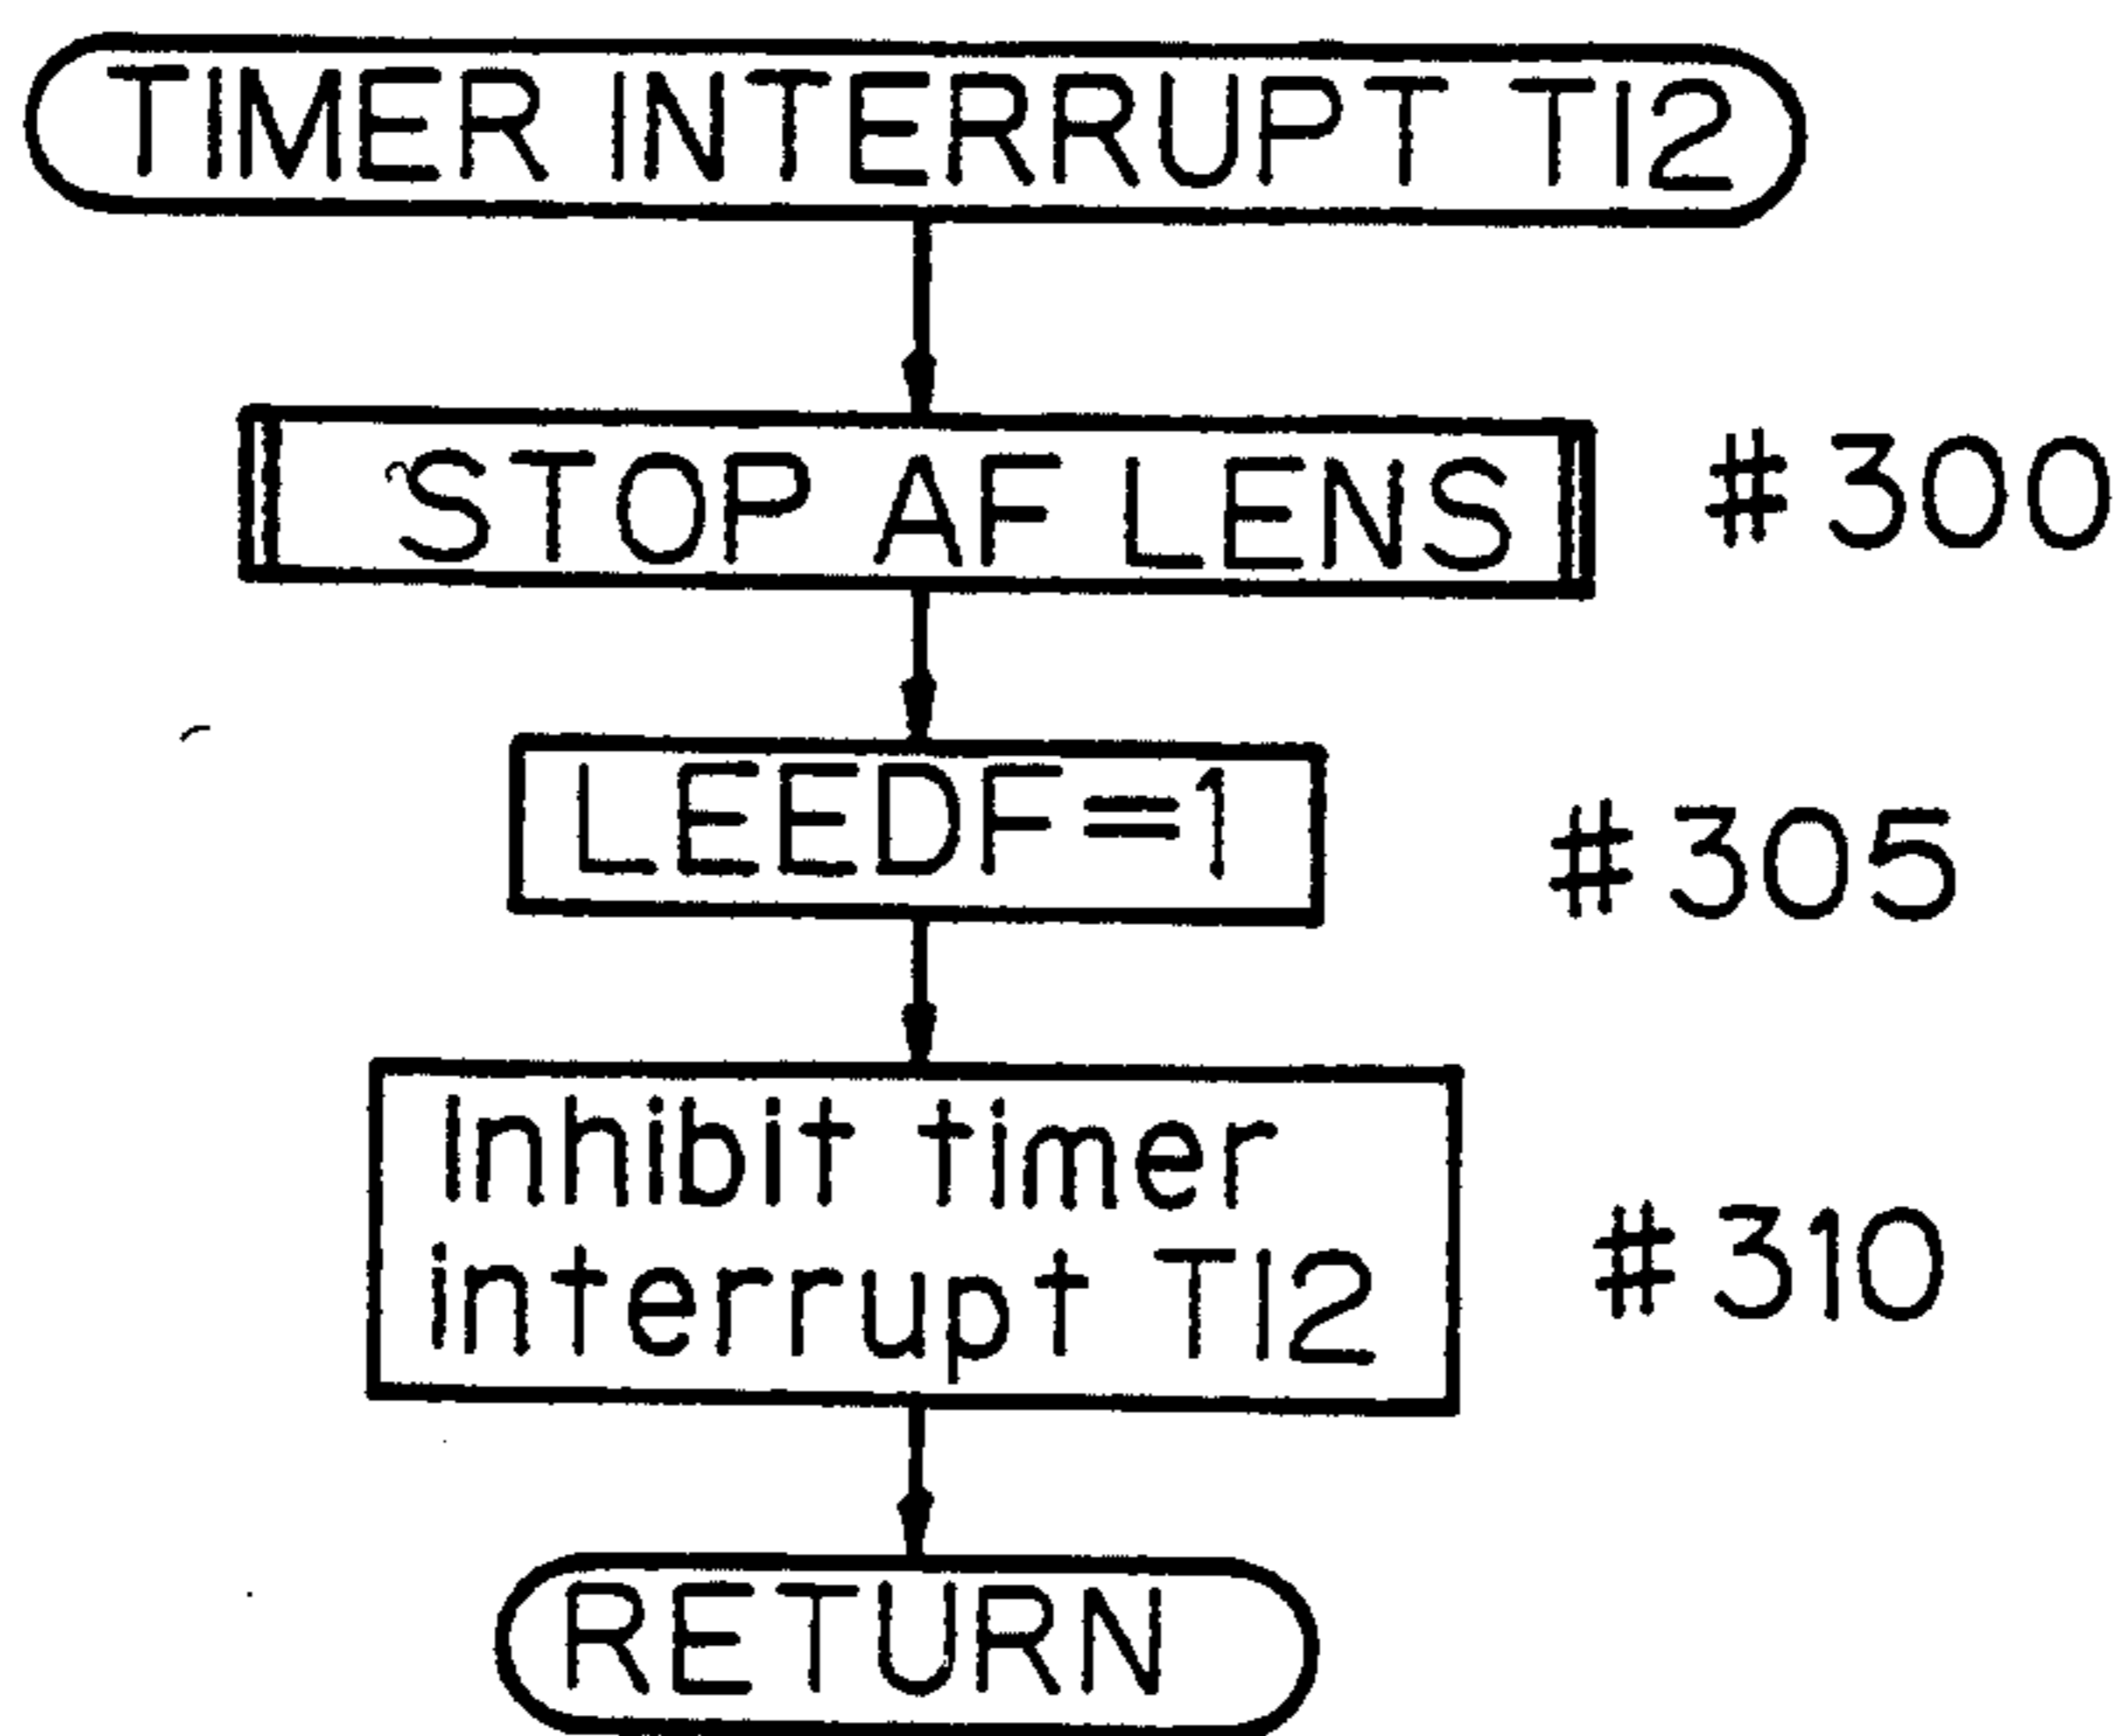 TIMER INTERRUPT TI2
STOP AF LENS #300
LEEDF=1 #305
Inhibit timer
interrupt TI2 #310
RETURN